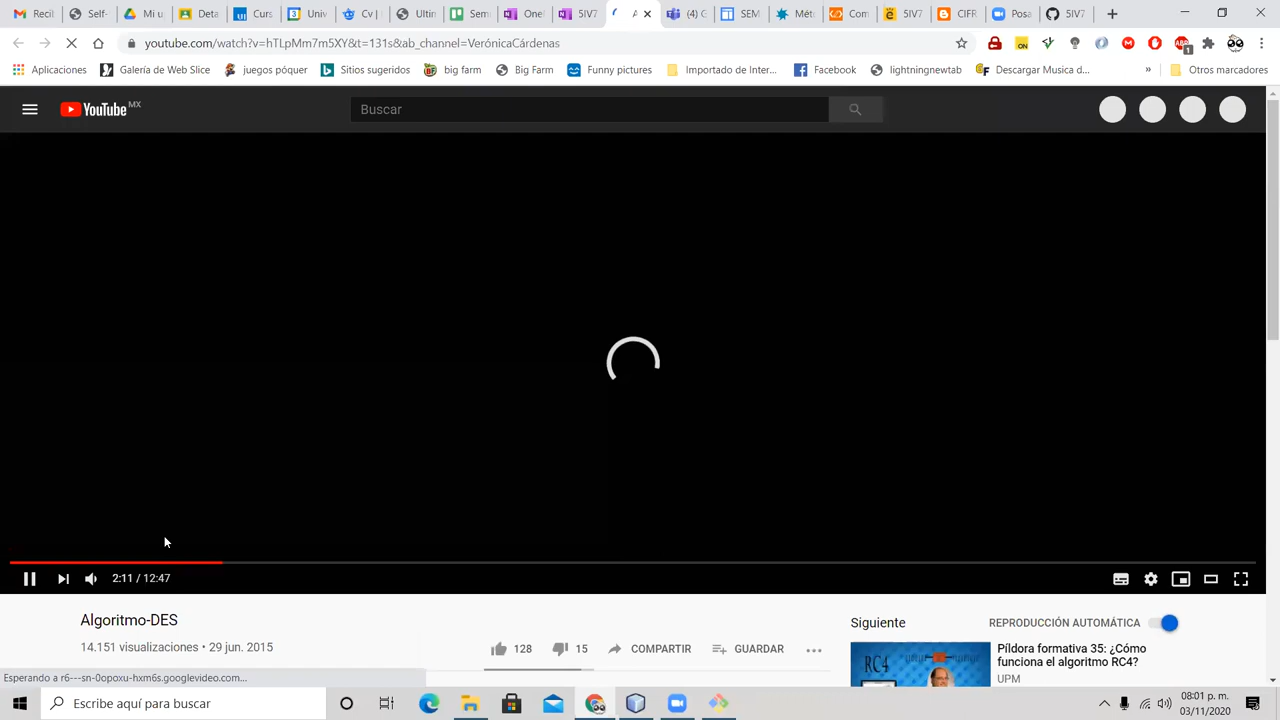 Recil
Self-
Mi u
Deta
Curs
Univ
Cv |
Ultin
Sem
OneN
5IV7
A
(4) C
SEM
Mét
Com
5IV7
CIFR
Posa
5IV7
youtube.com/watch?v=hTLpMm7m5XY&t=131s&ab_channel=VerónicaCárdenas
ON
1
Aplicaciones
Galería de Web Slice
juegos póquer
Sitios sugeridos
big farm
Big Farm
Funny pictures
Importado de Inter...
Facebook
lightningnewtab
Descargar Musica d...
»
Otros marcadores
YouTube MX
Buscar
2:11 / 12:47
Algoritmo-DES
14.151 visualizaciones • 29 jun. 2015
128
15
COMPARTIR
GUARDAR
Siguiente
REPRODUCCIÓN AUTOMÁTICA
RC4
Píldora formativa 35: ¿Cómo
funciona el algoritmo RC4?
UPM
Esperando a r6---sn-0opoxu-hxm6s.googlevideo.com...
Escribe aquí para buscar
08:01 p. m.
03/11/2020